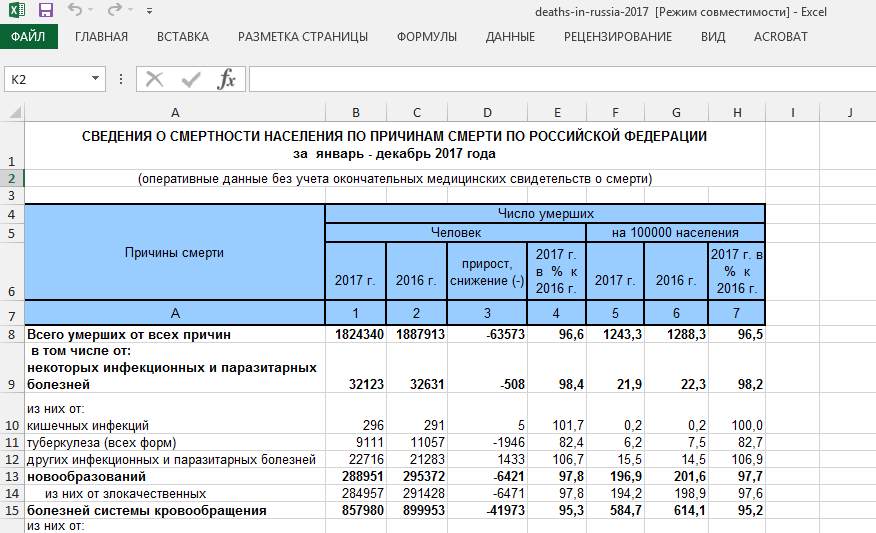 deaths-in-russia-2017 [Режим совместимости] - Excel
ФАЙЛ ГЛАВНАЯ ВСТАВКА РАЗМЕТКА СТРАНИЦЫ ФОРМУЛЫ ДАННЫЕ РЕЦЕНЗИРОВАНИЕ ВИД ACROBAT
K2 fx
A B C D E F G H I J
СВЕДЕНИЯ О СМЕРТНОСТИ НАСЕЛЕНИЯ ПО ПРИЧИНАМ СМЕРТИ ПО РОССИЙСКОЙ ФЕДЕРАЦИИ
1 за январь - декабрь 2017 года
2 (оперативные данные без учета окончательных медицинских свидетельств о смерти)
3
4 Число умерших
5 Человек на 100000 населения
Причины смерти
6 2017 г. 2016 г. прирост, снижение (-) 2017 г. в % к 2016 г. 2017 г. 2016 г. 2017 г. в % к 2016 г.
7 А 1 2 3 4 5 6 7
8 Всего умерших от всех причин 1824340 1887913 -63573 96,6 1243,3 1288,3 96,5
в том числе от:
некоторых инфекционных и паразитарных
9 болезней 32123 32631 -508 98,4 21,9 22,3 98,2
из них от:
10 кишечных инфекций 296 291 5 101,7 0,2 0,2 100,0
11 туберкулеза (всех форм) 9111 11057 -1946 82,4 6,2 7,5 82,7
12 других инфекционных и паразитарных болезней 22716 21283 1433 106,7 15,5 14,5 106,9
13 новообразований 288951 295372 -6421 97,8 196,9 201,6 97,7
14 из них от злокачественных 284957 291428 -6471 97,8 194,2 198,9 97,6
15 болезней системы кровообращения 857980 899953 -41973 95,3 584,7 614,1 95,2
из них от: